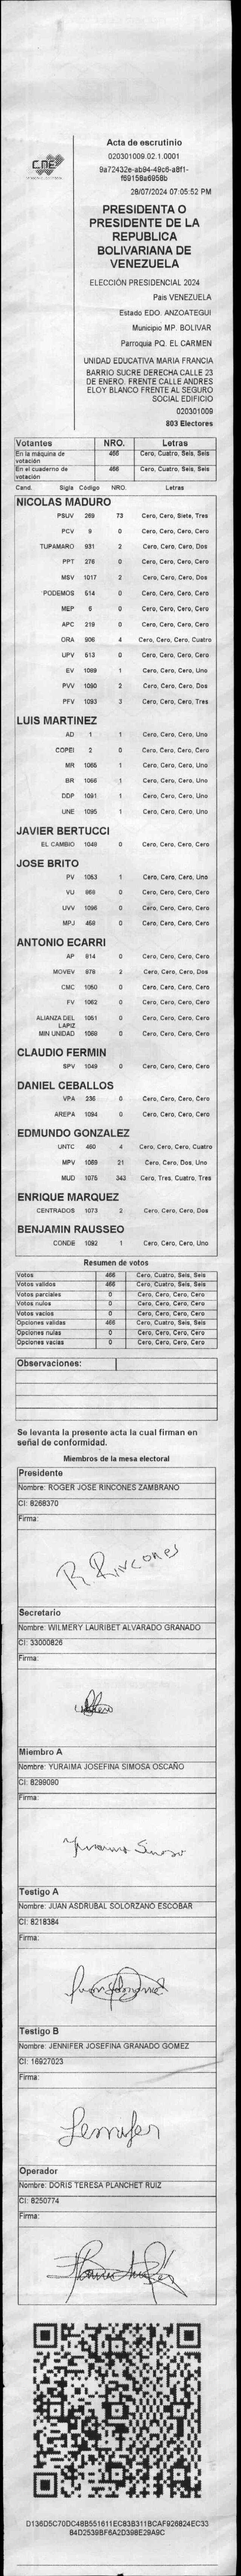 CNE
Acta de escrutinio
020301009.02.1.0001
9a72432e-ab94-49c6-a8f1-
f69158a6958b
28/07/2024 07:05:52 PM
PRESIDENTA O
PRESIDENTE DE LA
REPUBLICA
BOLIVARIANA DE
VENEZUELA
ELECCIÓN PRESIDENCIAL 2024
País VENEZUELA
Estado EDO. ANZOATEGUI
Municipio MP. BOLIVAR
Parroquia PQ. EL CARMEN
UNIDAD EDUCATIVA MARIA FRANCIA
BARRIO SUCRE DERECHA CALLE 23
DE ENERO. FRENTE CALLE ANDRES
ELOY BLANCO FRENTE AL SEGURO
SOCIAL EDIFICIO
020301009
803 Electores
Votantes NRO. Letras
En la máquina de votación 466 Cero, Cuatro, Seis, Seis
En el cuaderno de votación 466 Cero, Cuatro, Seis, Seis
Cand. Sigla Código NRO. Letras
NICOLAS MADURO
PSUV 269 73 Cero, Cero, Siete, Tres
PCV 9 0 Cero, Cero, Cero, Cero
TUPAMARO 931 2 Cero, Cero, Cero, Dos
PPT 276 0 Cero, Cero, Cero, Cero
MSV 1017 2 Cero, Cero, Cero, Dos
PODEMOS 514 0 Cero, Cero, Cero, Cero
MEP 6 0 Cero, Cero, Cero, Cero
APC 219 0 Cero, Cero, Cero, Cero
ORA 906 4 Cero, Cero, Cero, Cuatro
UPV 513 0 Cero, Cero, Cero, Cero
EV 1089 1 Cero, Cero, Cero, Uno
PVV 1090 2 Cero, Cero, Cero, Dos
PFV 1093 3 Cero, Cero, Cero, Tres
LUIS MARTINEZ
AD 1 1 Cero, Cero, Cero, Uno
COPEI 2 0 Cero, Cero, Cero, Cero
MR 1065 1 Cero, Cero, Cero, Uno
BR 1066 1 Cero, Cero, Cero, Uno
DDP 1091 1 Cero, Cero, Cero, Uno
UNE 1095 1 Cero, Cero, Cero, Uno
JAVIER BERTUCCI
EL CAMBIO 1048 0 Cero, Cero, Cero, Cero
JOSE BRITO
PV 1053 1 Cero, Cero, Cero, Uno
VU 868 0 Cero, Cero, Cero, Cero
UVV 1096 0 Cero, Cero, Cero, Cero
MPJ 458 0 Cero, Cero, Cero, Cero
ANTONIO ECARRI
AP 814 0 Cero, Cero, Cero, Cero
MOVEV 878 2 Cero, Cero, Cero, Dos
CMC 1050 0 Cero, Cero, Cero, Cero
FV 1062 0 Cero, Cero, Cero, Cero
ALIANZA DEL LAPIZ 1051 0 Cero, Cero, Cero, Cero
MIN UNIDAD 1068 0 Cero, Cero, Cero, Cero
CLAUDIO FERMIN
SPV 1049 0 Cero, Cero, Cero, Cero
DANIEL CEBALLOS
VPA 236 0 Cero, Cero, Cero, Cero
AREPA 1094 0 Cero, Cero, Cero, Cero
EDMUNDO GONZALEZ
UNTC 460 4 Cero, Cero, Cero, Cuatro
MPV 1069 21 Cero, Cero, Dos, Uno
MUD 1075 343 Cero, Tres, Cuatro, Tres
ENRIQUE MARQUEZ
CENTRADOS 1073 2 Cero, Cero, Cero, Dos
BENJAMIN RAUSSEO
CONDE 1092 1 Cero, Cero, Cero, Uno
Resumen de votos
Votos 466 Cero, Cuatro, Seis, Seis
Votos validos 466 Cero, Cuatro, Seis, Seis
Votos parciales 0 Cero, Cero, Cero, Cero
Votos nulos 0 Cero, Cero, Cero, Cero
Votos vacios 0 Cero, Cero, Cero, Cero
Opciones validas 466 Cero, Cuatro, Seis, Seis
Opciones nulas 0 Cero, Cero, Cero, Cero
Opciones vacias 0 Cero, Cero, Cero, Cero
Observaciones:
Se levanta la presente acta la cual firman en
señal de conformidad.
Miembros de la mesa electoral
Presidente
Nombre: ROGER JOSE RINCONES ZAMBRANO
CI: 8268370
Firma:
R Rincones
Secretario
Nombre: WILMERY LAURIBET ALVARADO GRANADO
CI: 33000826
Firma:
Miembro A
Nombre: YURAIMA JOSEFINA SIMOSA OSCAÑO
CI: 8299090
Firma:
Testigo A
Nombre: JUAN ASDRUBAL SOLORZANO ESCOBAR
CI: 8218384
Firma:
Testigo B
Nombre: JENNIFER JOSEFINA GRANADO GOMEZ
CI: 16927023
Firma:
Jennifer
Operador
Nombre: DORIS TERESA PLANCHET RUIZ
CI: 8250774
Firma:
D136D5C70DC48B551611EC83B311BCAF926824EC33
84D2539BF6A2D398E29A9C